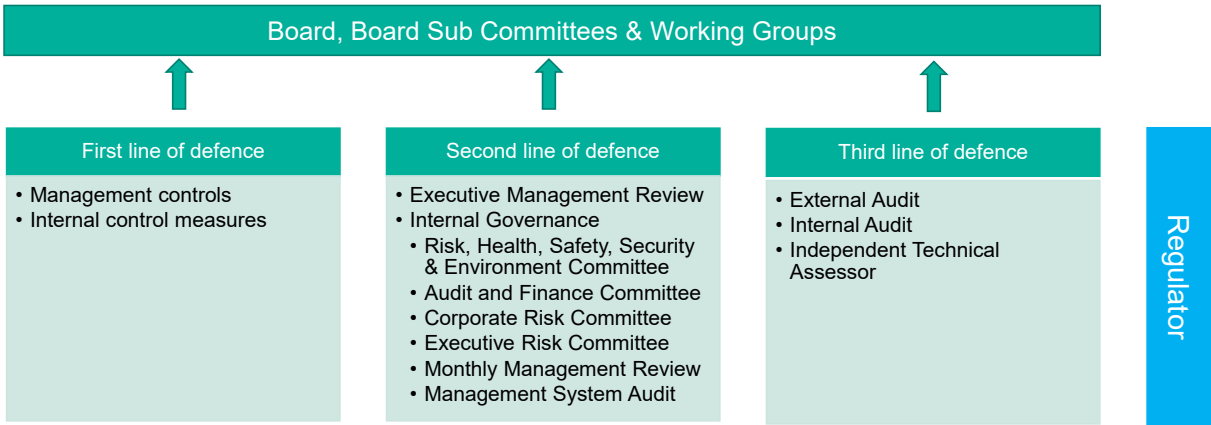 Board, Board Sub Committees & Working Groups
First line of defence
• Management controls
• Internal control measures
Second line of defence
• Executive Management Review
• Internal Governance
• Risk, Health, Safety, Security
& Environment Committee
• Audit and Finance Committee
• Corporate Risk Committee
• Executive Risk Committee
• Monthly Management Review
• Management System Audit
Third line of defence
• External Audit
• Internal Audit
• Independent Technical
Assessor
Regulator